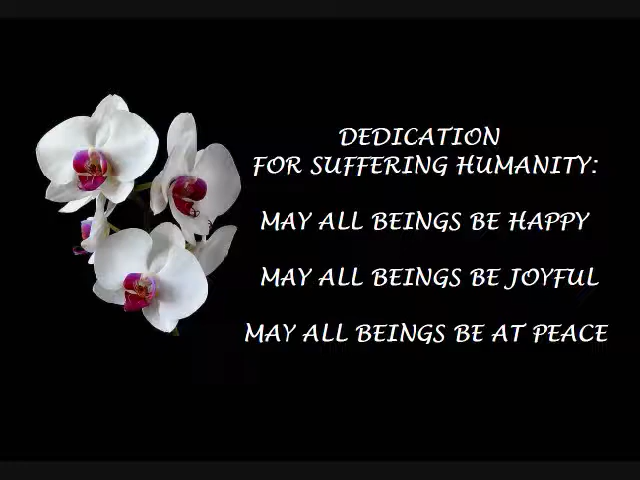 DEDICATION
FOR SUFFERING HUMANITY:
MAY ALL BEINGS BE HAPPY
MAY ALL BEINGS BE JOYFUL
MAY ALL BEINGS BE AT PEACE